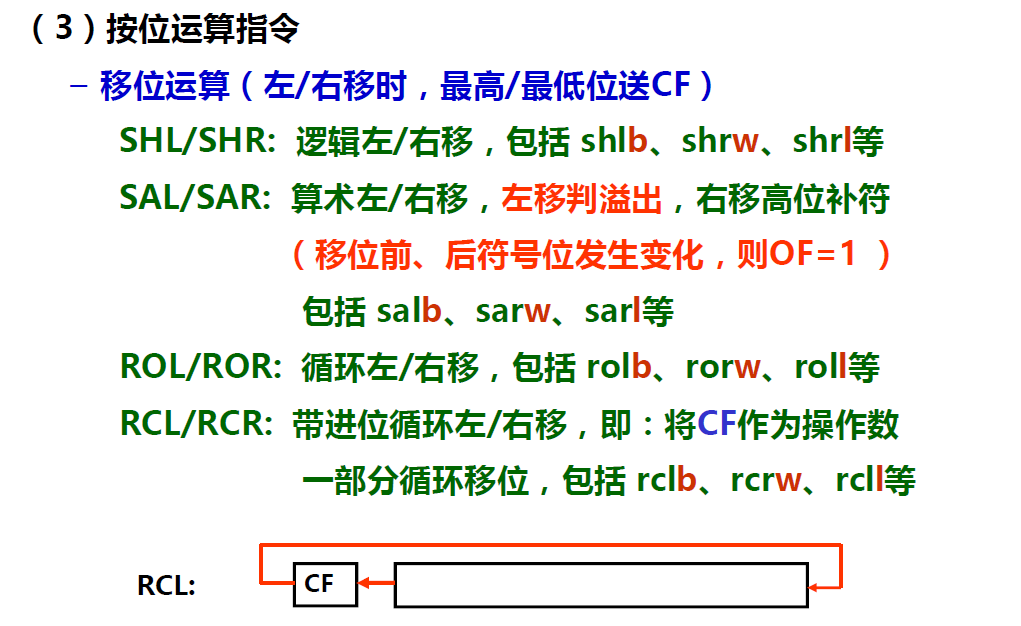 （3）按位运算指令
– 移位运算（左/右移时，最高/最低位送CF）
SHL/SHR: 逻辑左/右移，包括 shlb、shrw、shrl等
SAL/SAR: 算术左/右移，左移判溢出，右移高位补符
（移位前、后符号位发生变化，则OF=1 ）
包括 salb、sarw、sarl等
ROL/ROR: 循环左/右移，包括 rolb、rorw、roll等
RCL/RCR: 带进位循环左/右移，即：将CF作为操作数
一部分循环移位，包括 rclb、rcrw、rcll等
RCL: CF